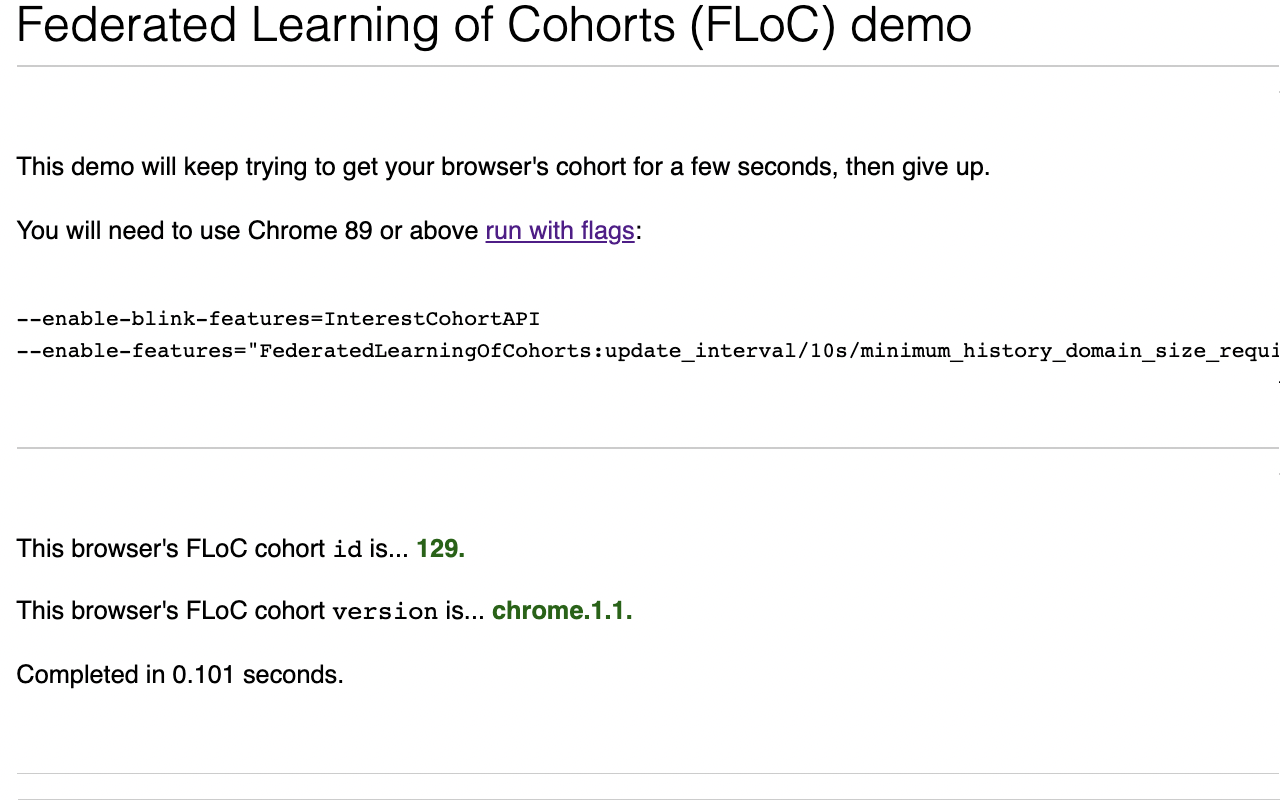 Federated Learning of Cohorts (FLoC) demo
This demo will keep trying to get your browser's cohort for a few seconds, then give up.
You will need to use Chrome 89 or above run with flags:
--enable-blink-features=InterestCohortAPI
--enable-features="FederatedLearningOfCohorts:update_interval/10s/minimum_history_domain_size_requi
This browser's FLoC cohort id is... 129.
This browser's FLoC cohort version is... chrome.1.1.
Completed in 0.101 seconds.